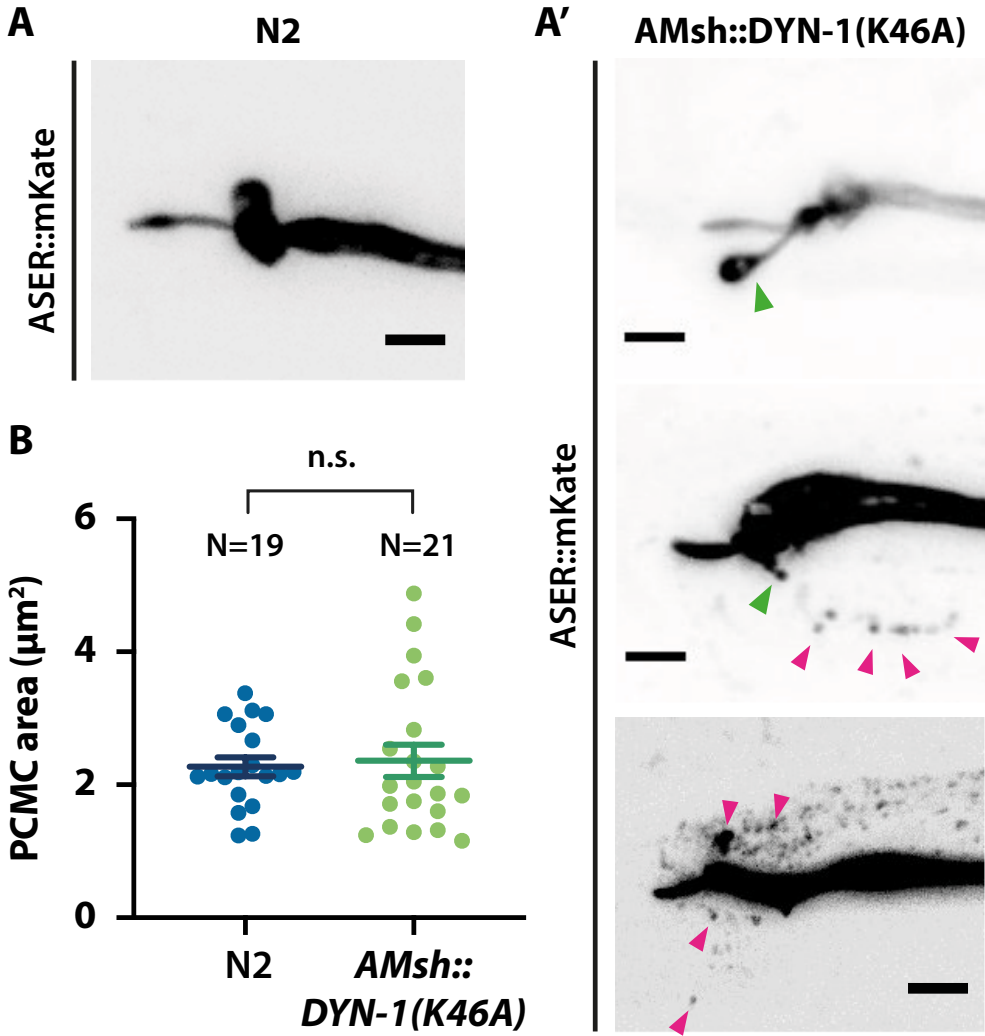 A
N2
ASER::mKate
A'
AMsh::DYN-1(K46A)
ASER::mKate
B
n.s.
N=19
N=21
PCMC area (µm²)
6
4
2
0
N2
AMsh::
DYN-1(K46A)